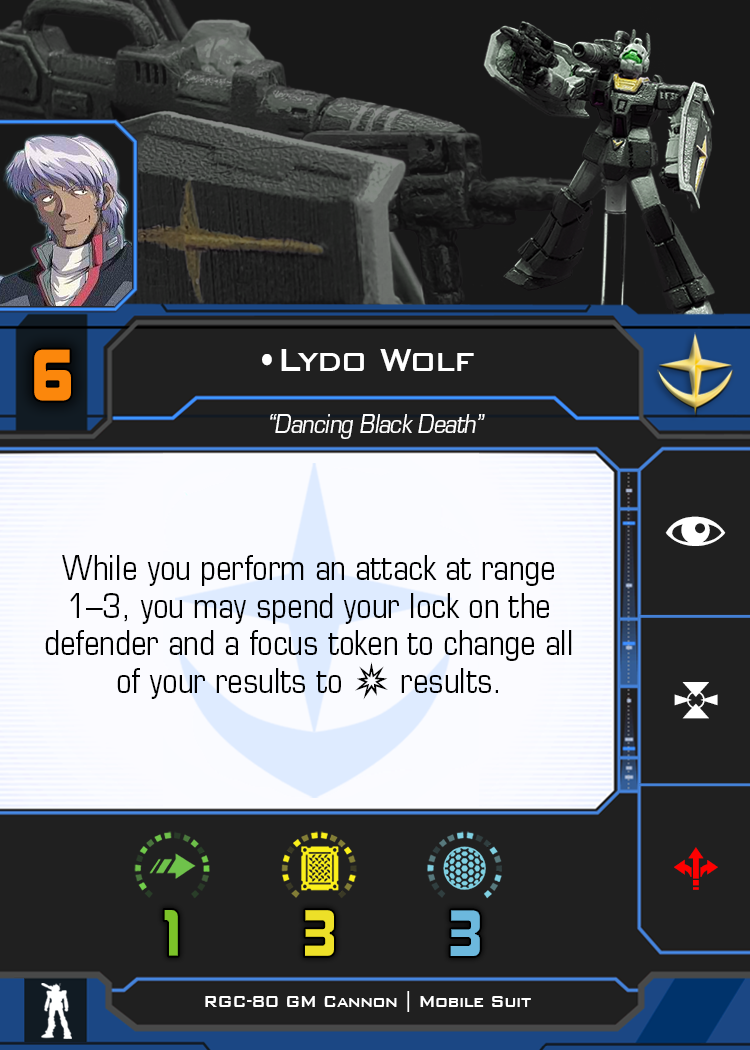 6
•Lydo Wolf
“Dancing Black Death”
While you perform an attack at range
1–3, you may spend your lock on the
defender and a focus token to change all
of your results to results.
1
3
3
RGC-80 GM Cannon | Mobile Suit